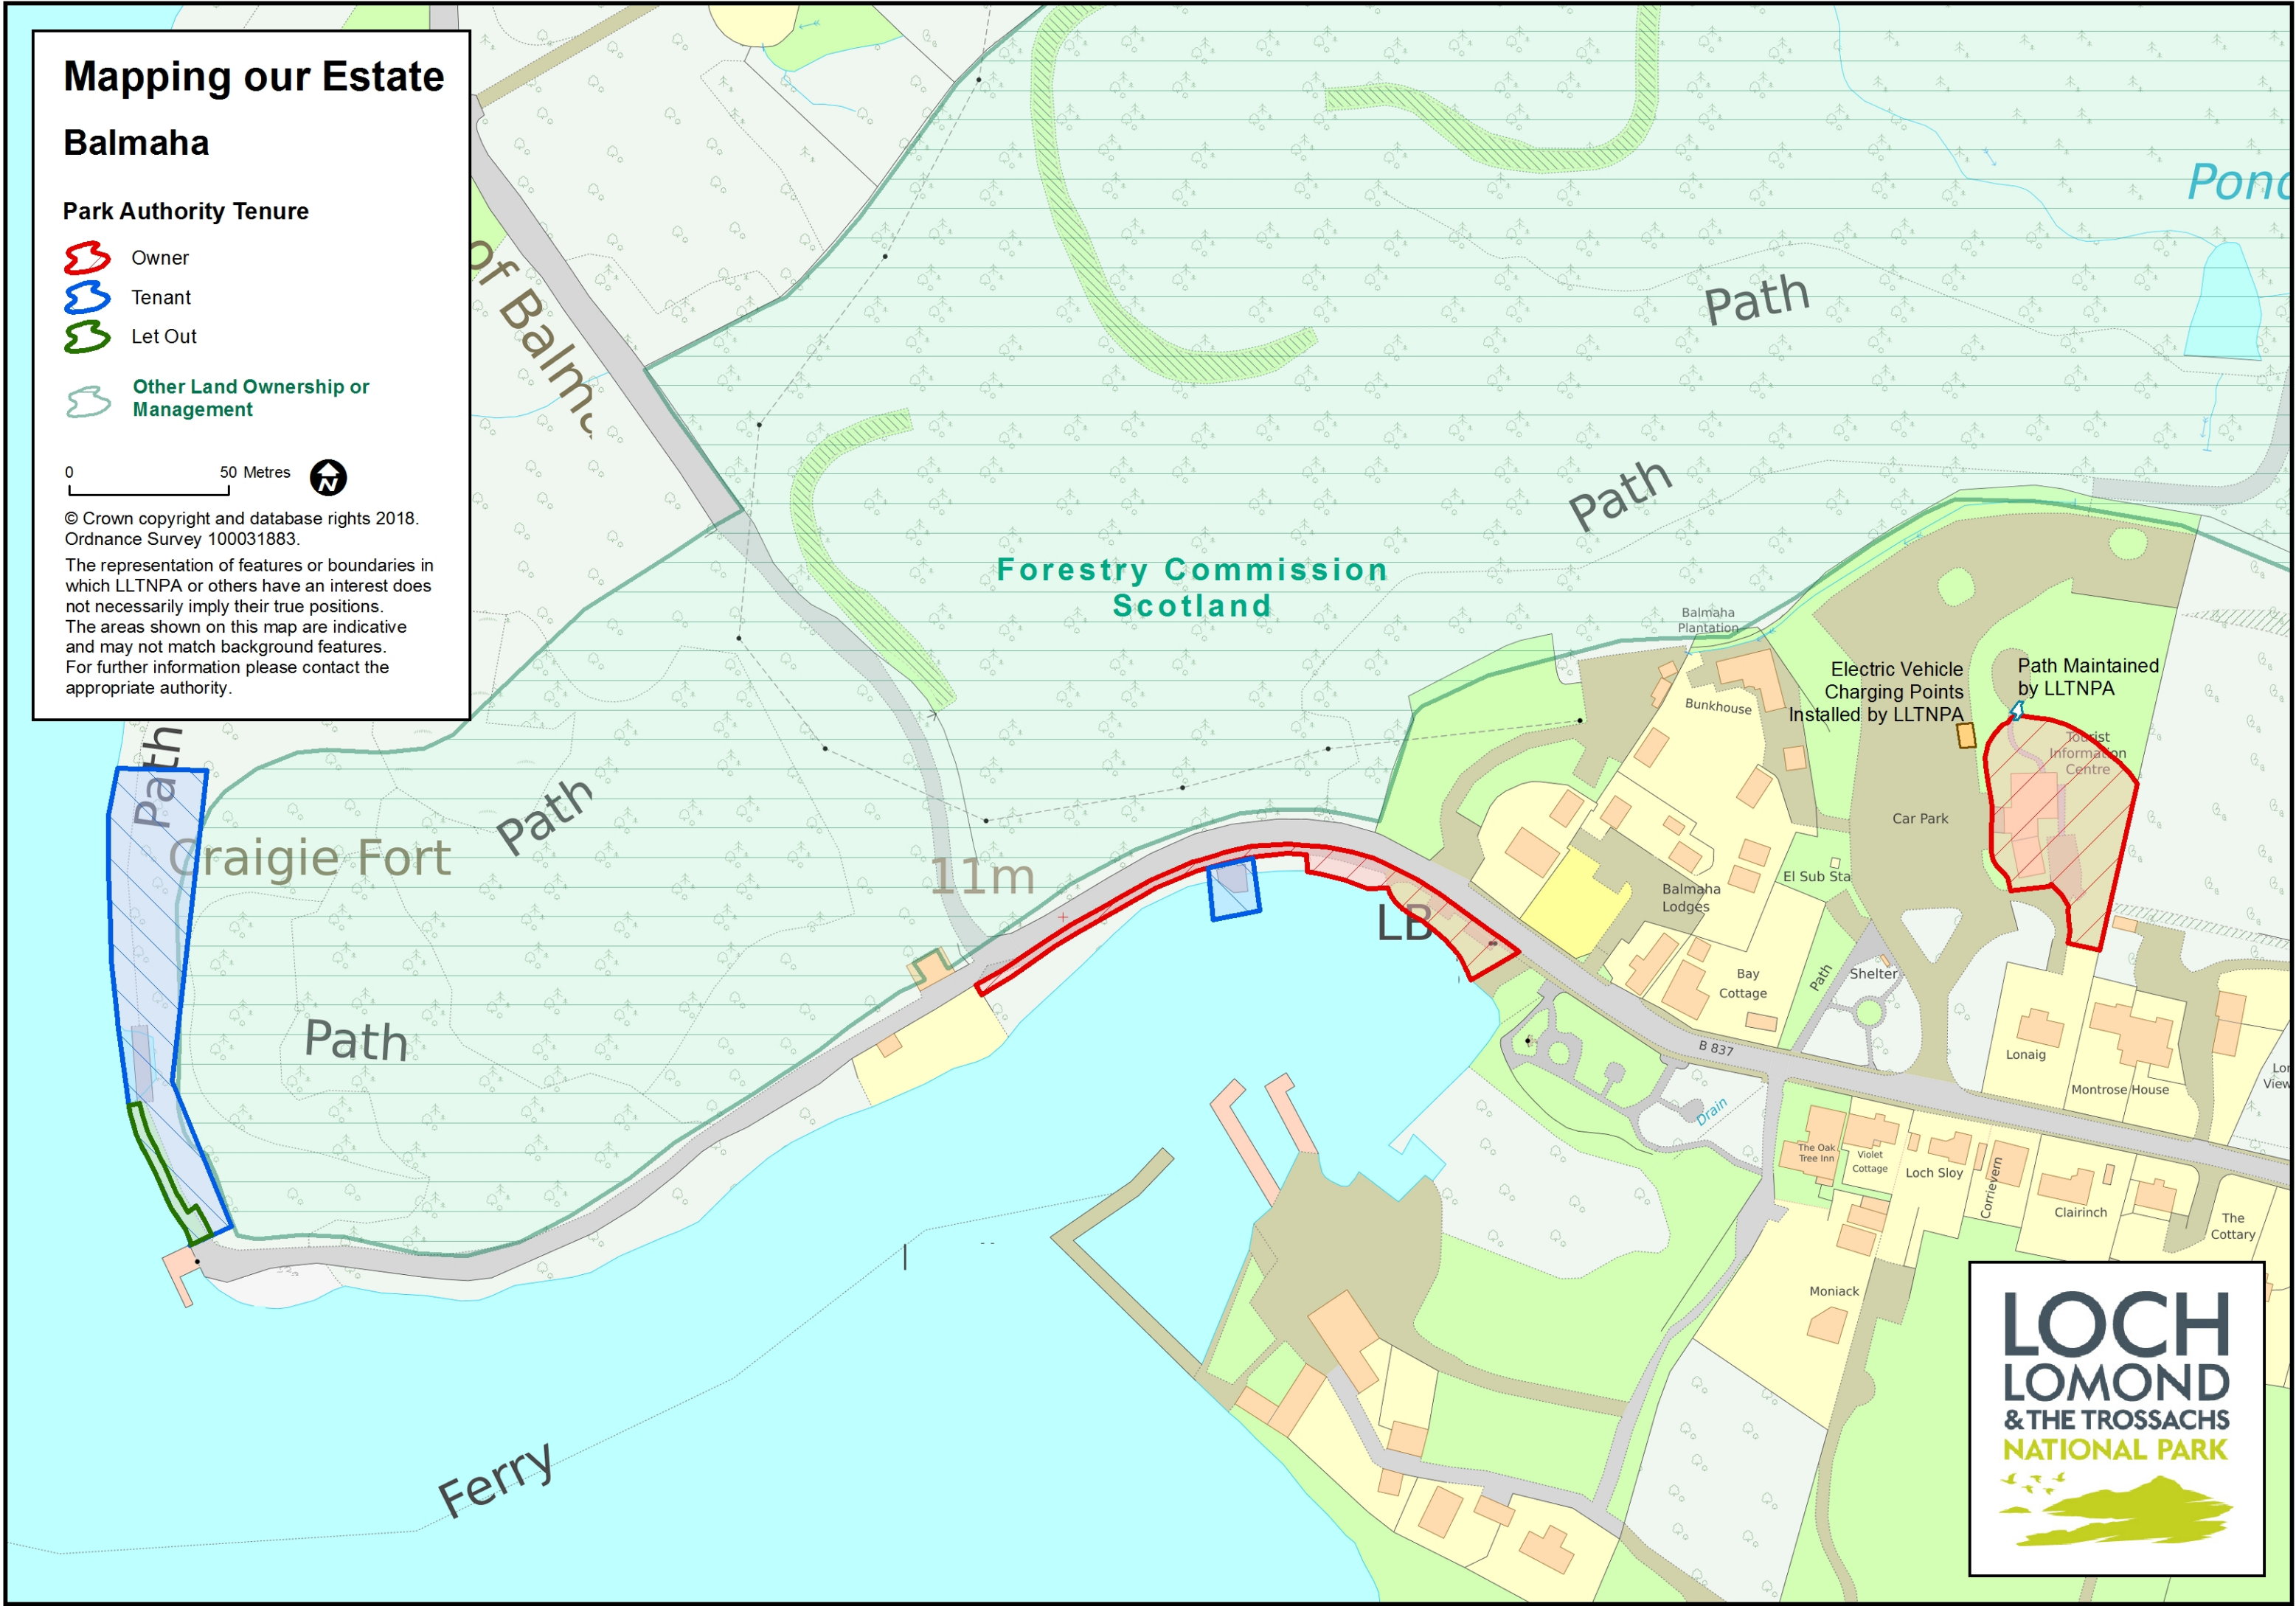 Mapping our Estate
Balmaha
Park Authority Tenure
Owner
Tenant
Let Out
Other Land Ownership or
Management
0 50 Metres
N
© Crown copyright and database rights 2018.
Ordnance Survey 100031883.
The representation of features or boundaries in
which LLTNPA or others have an interest does
not necessarily imply their true positions.
The areas shown on this map are indicative
and may not match background features.
For further information please contact the
appropriate authority.
of Balma
Pond
Path
Path
Forestry Commission
Scotland
Balmaha
Plantation
Electric Vehicle
Charging Points
Installed by LLTNPA
Path Maintained
by LLTNPA
Bunkhouse
Tourist
Information
Centre
Path
Path
Craigie Fort
11m
Car Park
El Sub Sta
Balmaha
Lodges
LB
Path
Bay
Cottage
Path
Shelter
B 837
Lonaig
Montrose House
Lon
View
Drain
The Oak
Tree Inn
Violet
Cottage
Loch Sloy
Corrievern
Clairinch
The
Cottary
Moniack
Ferry
LOCH
LOMOND
& THE TROSSACHS
NATIONAL PARK